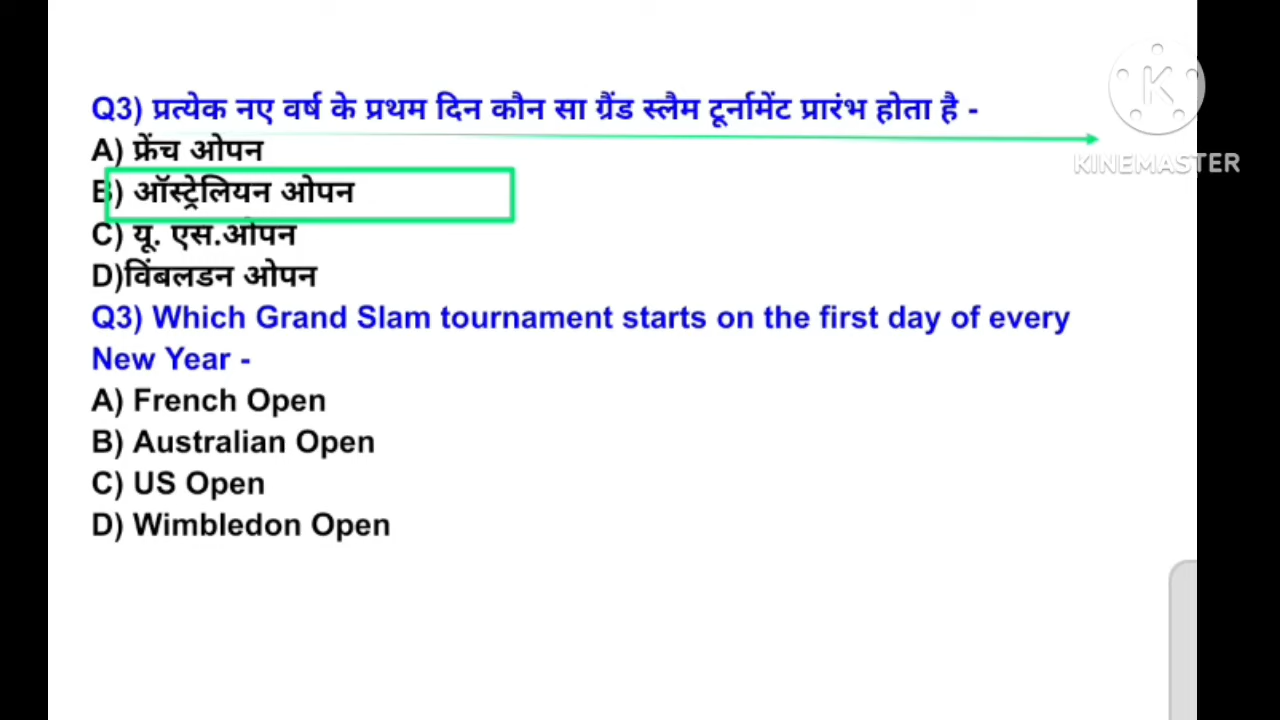 Q3) प्रत्येक नए वर्ष के प्रथम दिन कौन सा ग्रैंड स्लैम टूर्नामेंट प्रारंभ होता है -
A) फ्रेंच ओपन
B) ऑस्ट्रेलियन ओपन
C) यू. एस.ओपन
D)विंबलडन ओपन
Q3) Which Grand Slam tournament starts on the first day of every
New Year -
A) French Open
B) Australian Open
C) US Open
D) Wimbledon Open
K
KINEMASTER